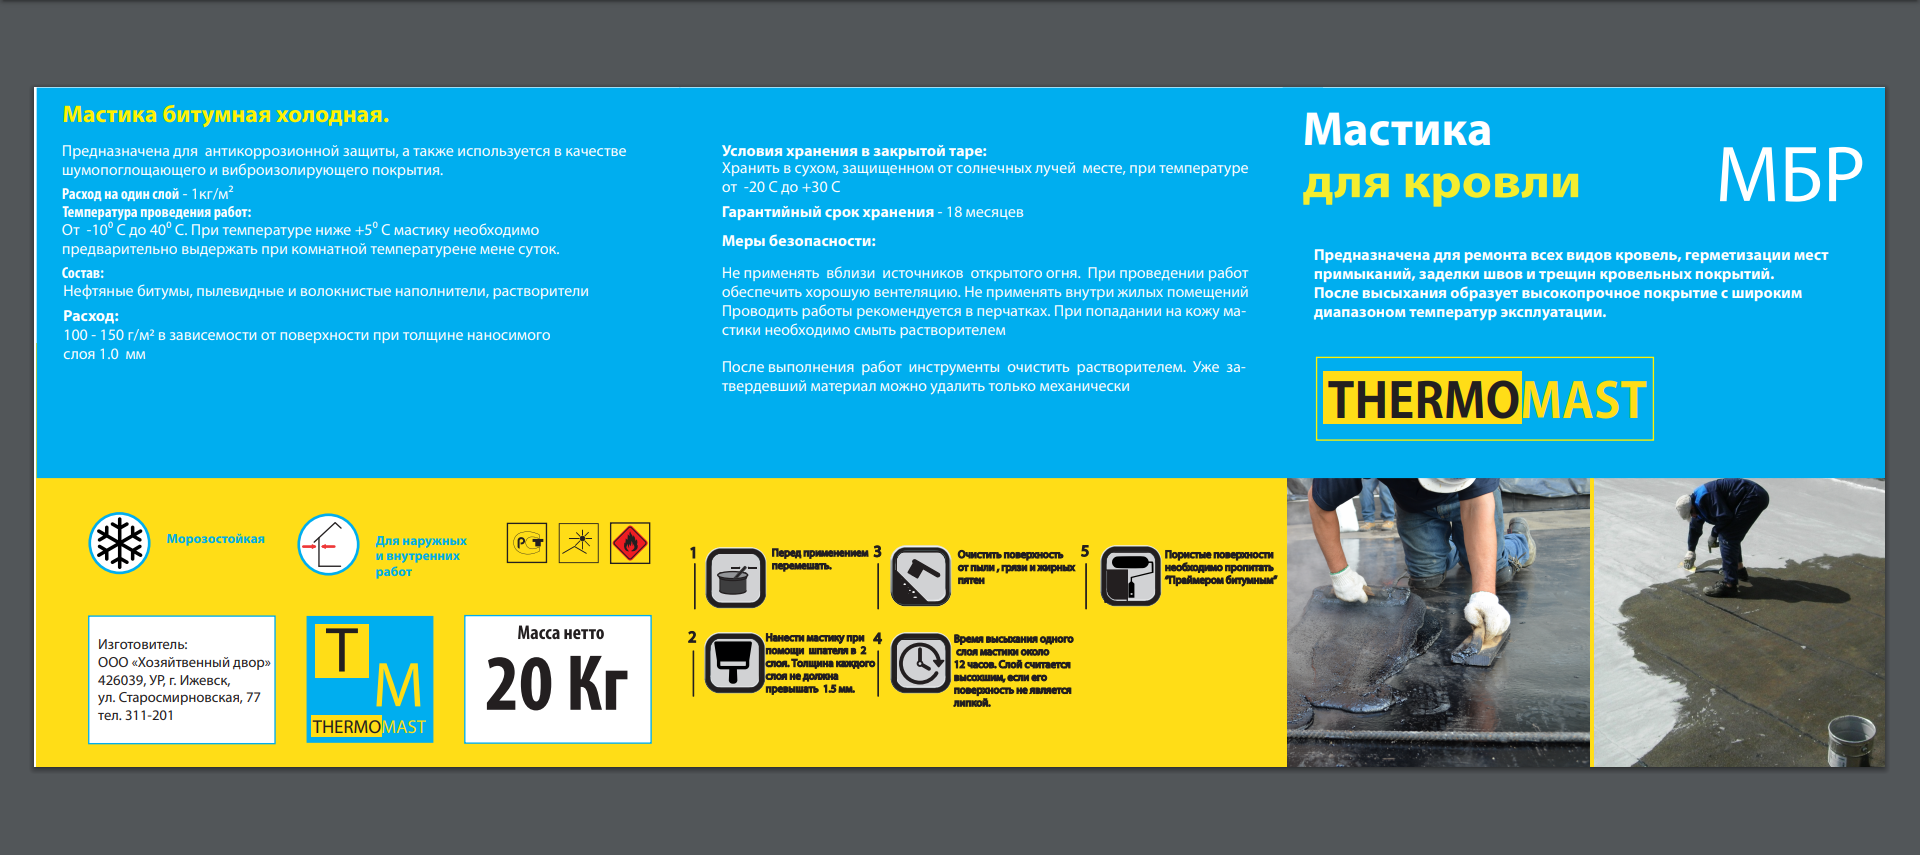 Мастика битумная холодная.
Предназначена для антикоррозионной защиты, а также используется в качестве
шумопоглощающего и виброизолирующего покрытия.
Расход на один слой - 1кг/м²
Температура проведения работ:
От -10⁰ С до 40⁰ С. При температуре ниже +5⁰ С мастику необходимо
предварительно выдержать при комнатной температурене мене суток.
Состав:
Нефтяные битумы, пылевидные и волокнистые наполнители, растворители
Расход:
100 - 150 г/м² в зависимости от поверхности при толщине наносимого
слоя 1.0 мм
Условия хранения в закрытой таре:
Хранить в сухом, защищенном от солнечных лучей месте, при температуре
от -20 С до +30 С
Гарантийный срок хранения - 18 месяцев
Меры безопасности:
Не применять вблизи источников открытого огня. При проведении работ
обеспечить хорошую вентеляцию. Не применять внутри жилых помещений
Проводить работы рекомендуется в перчатках. При попадании на кожу ма-
стики необходимо смыть растворителем
После выполнения работ инструменты очистить растворителем. Уже за-
твердевший материал можно удалить только механически
Мастика
для кровли
МБР
Предназначена для ремонта всех видов кровель, герметизации мест
примыканий, заделки швов и трещин кровельных покрытий.
После высыхания образует высокопрочное покрытие с широким
диапазоном температур эксплуатации.
THERMOMAST
Морозостойкая
Для наружных
и внутренних
работ
РСТ
Изготовитель:
ООО «Хозяйтвенный двор»
426039, УР, г. Ижевск,
ул. Старосмирновская, 77
тел. 311-201
T
M
THERMOMAST
Масса нетто
20 Кг
1
Перед применением
перемешать.
2
Нанести мастику при
помощи шпателя в 2
слоя. Толщина каждого
слоя не должна
превышать 1.5 мм.
3
Очистить поверхность
от пыли , грязи и жирных
пятен
4
Время высыхания одного
слоя мастики около
12 часов. Слой считается
высохшим, если его
поверхность не является
липкой.
5
Пористые поверхности
необходимо пропитать
"Праймером битумным"